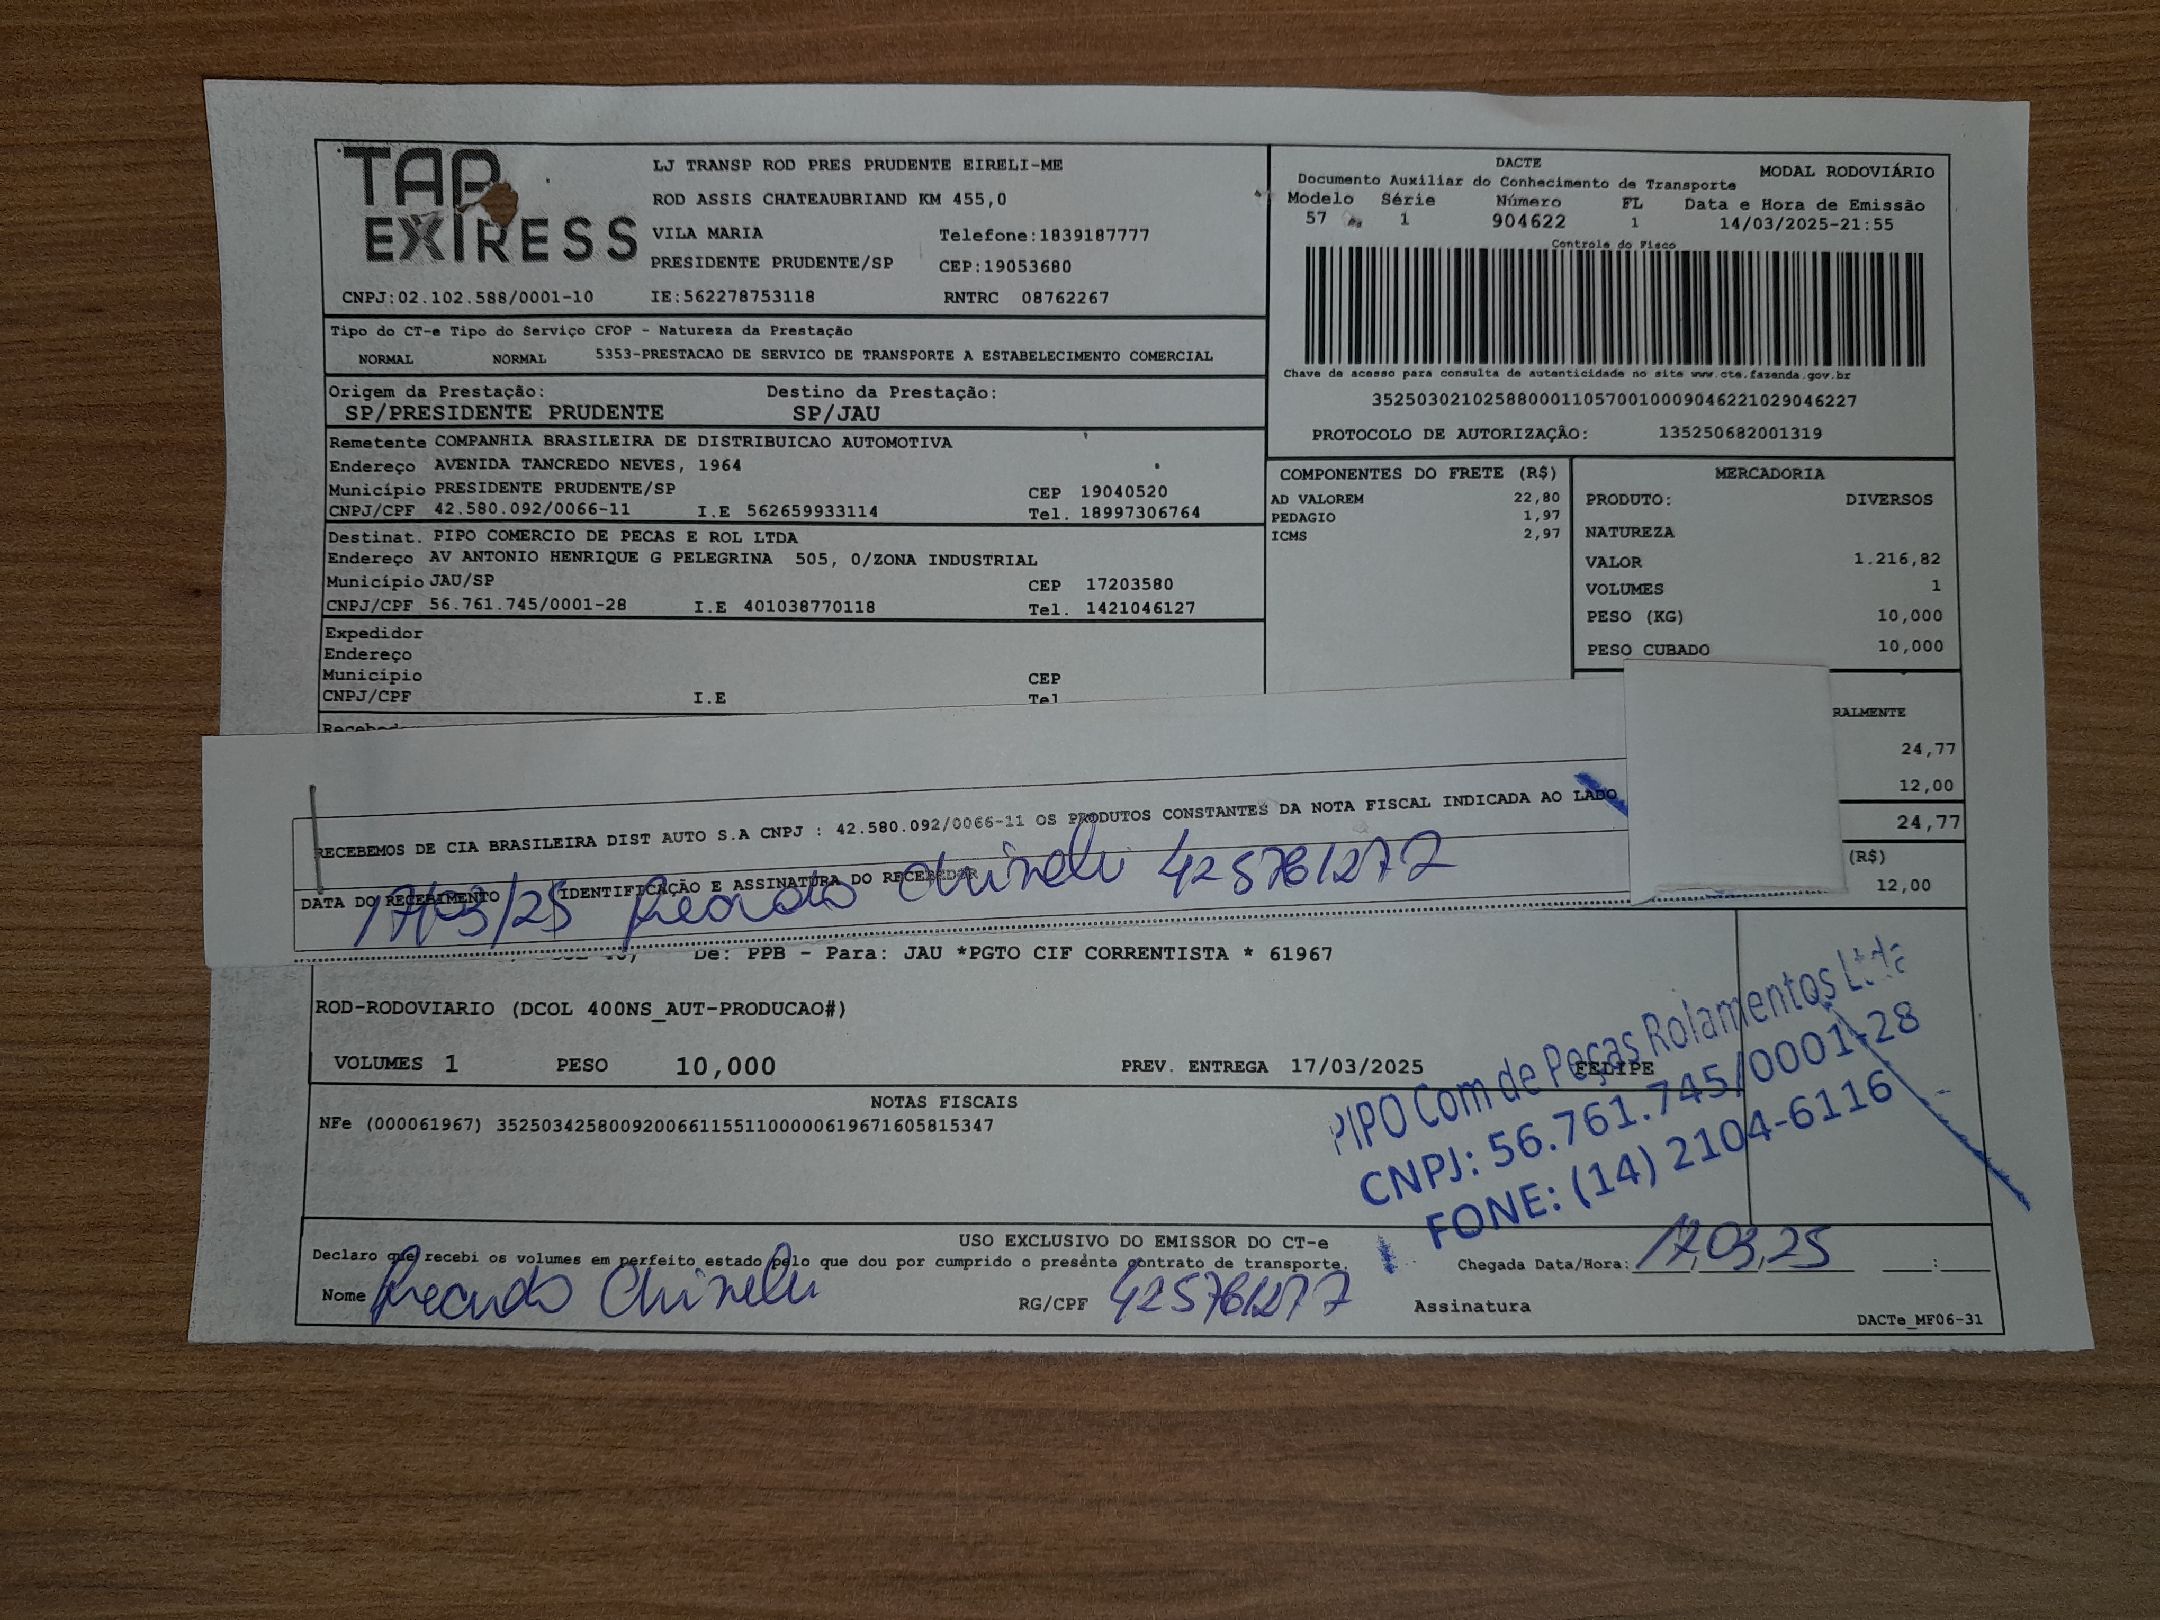 TAP
EXPRESS
LJ TRANSP ROD PRES PRUDENTE EIRELI-ME
ROD ASSIS CHATEAUBRIAND KM 455,0
VILA MARIA Telefone:1839187777
PRESIDENTE PRUDENTE/SP CEP:19053680
CNPJ:02.102.588/0001-10 IE:562278753118 RNTRC 08762267
DACTE MODAL RODOVIÁRIO
Documento Auxiliar do Conhecimento de Transporte
Modelo Série Número FL Data e Hora de Emissão
57 1 904622 1 14/03/2025-21:55
Controle do Fisco
Chave de acesso para consulta de autenticidade no site www.cte.fazenda.gov.br
35250302102588000110570010009046221029046227
PROTOCOLO DE AUTORIZAÇÃO: 135250682001319
Tipo do CT-e Tipo do Serviço CFOP - Natureza da Prestação
NORMAL NORMAL 5353-PRESTACAO DE SERVICO DE TRANSPORTE A ESTABELECIMENTO COMERCIAL
Origem da Prestação: Destino da Prestação:
SP/PRESIDENTE PRUDENTE SP/JAU
Remetente COMPANHIA BRASILEIRA DE DISTRIBUICAO AUTOMOTIVA
Endereço AVENIDA TANCREDO NEVES, 1964
Município PRESIDENTE PRUDENTE/SP CEP 19040520
CNPJ/CPF 42.580.092/0066-11 I.E 562659933114 Tel. 18997306764
Destinat. PIPO COMERCIO DE PECAS E ROL LTDA
Endereço AV ANTONIO HENRIQUE G PELEGRINA 505, 0/ZONA INDUSTRIAL
Município JAU/SP CEP 17203580
CNPJ/CPF 56.761.745/0001-28 I.E 401038770118 Tel. 1421046127
Expedidor
Endereço
Município CEP
CNPJ/CPF I.E Tel
COMPONENTES DO FRETE (R$)
AD VALOREM 22,80
PEDAGIO 1,97
ICMS 2,97
MERCADORIA
PRODUTO: DIVERSOS
NATUREZA
VALOR 1.216,82
VOLUMES 1
PESO (KG) 10,000
PESO CUBADO 10,000
RALMENTE
24,77
12,00
24,77
(R$)
12,00
RECEBEMOS DE CIA BRASILEIRA DIST AUTO S.A CNPJ : 42.580.092/0066-11 OS PRODUTOS CONSTANTES DA NOTA FISCAL INDICADA AO LADO
DATA DO RECEBIMENTO IDENTIFICAÇÃO E ASSINATURA DO RECEBEDOR
17/03/25 425761277
De: PPB - Para: JAU *PGTO CIF CORRENTISTA * 61967
ROD-RODOVIARIO (DCOL 400NS_AUT-PRODUCAO#)
VOLUMES 1 PESO 10,000 PREV. ENTREGA 17/03/2025 FELIPE
NOTAS FISCAIS
NFe (000061967) 35250342580092006611551100000619671605815347
PIPO Com de Peças Rolamentos Ltda
CNPJ: 56.761.745/0001-28
FONE: (14) 2104-6116
USO EXCLUSIVO DO EMISSOR DO CT-e
Declaro que recebi os volumes em perfeito estado pelo que dou por cumprido o presente contrato de transporte. Chegada Data/Hora: 17,03,25 :
Nome RG/CPF 425761277 Assinatura
DACTe_MF06-31